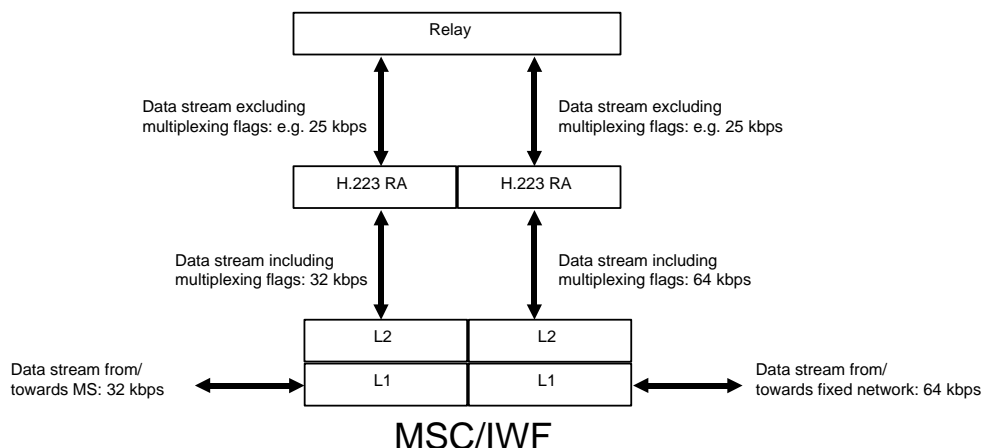 Relay
Data stream excluding
multiplexing flags: e.g. 25 kbps
Data stream excluding
multiplexing flags: e.g. 25 kbps
H.223 RA
H.223 RA
Data stream including
multiplexing flags: 32 kbps
Data stream including
multiplexing flags: 64 kbps
L2
L2
Data stream from/
towards MS: 32 kbps
L1
L1
Data stream from/
towards fixed network: 64 kbps
MSC/IWF